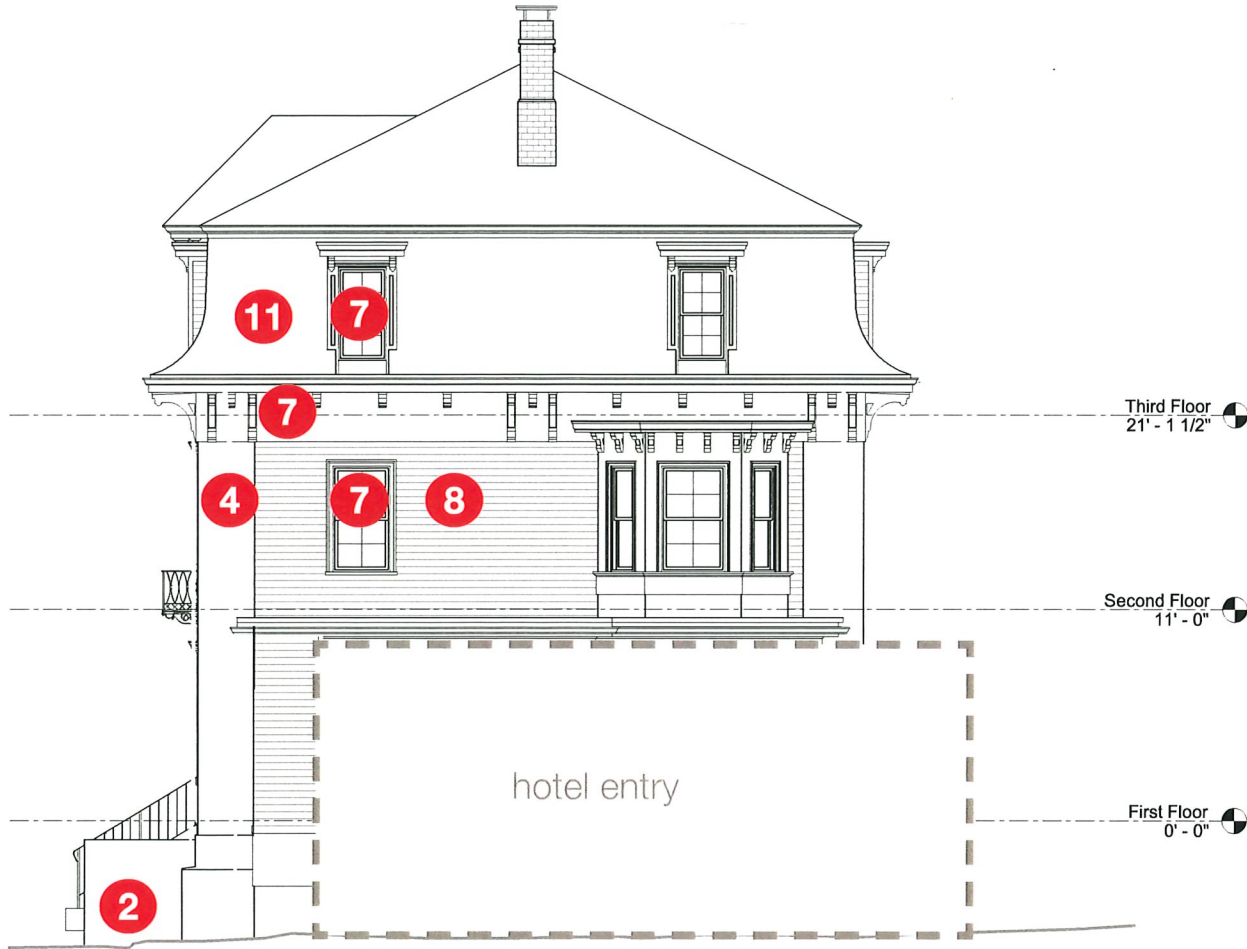 11
7
7
Third Floor
21' - 1 1/2"
4
7
8
Second Floor
11' - 0"
hotel entry
First Floor
0' - 0"
2